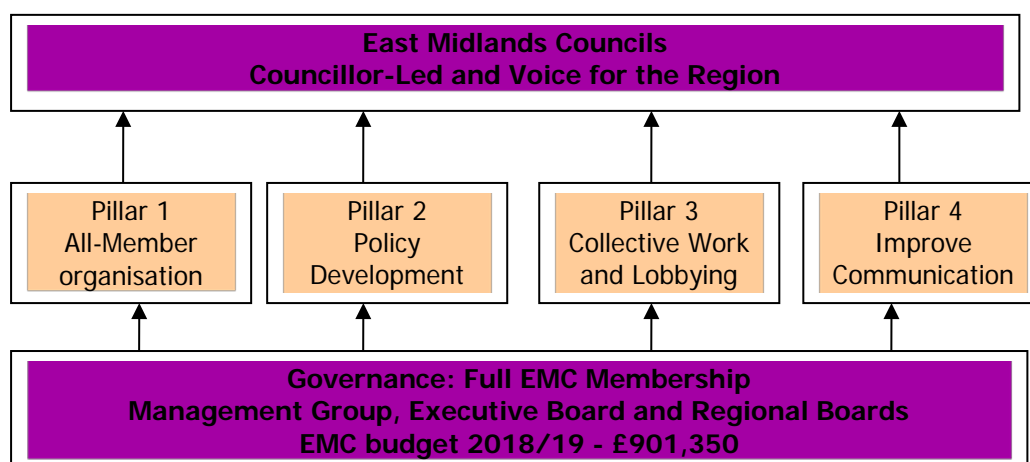 East Midlands Councils
Councillor-Led and Voice for the Region
Pillar 1
All-Member
organisation
Pillar 2
Policy
Development
Pillar 3
Collective Work
and Lobbying
Pillar 4
Improve
Communication
Governance: Full EMC Membership
Management Group, Executive Board and Regional Boards
EMC budget 2018/19 - £901,350